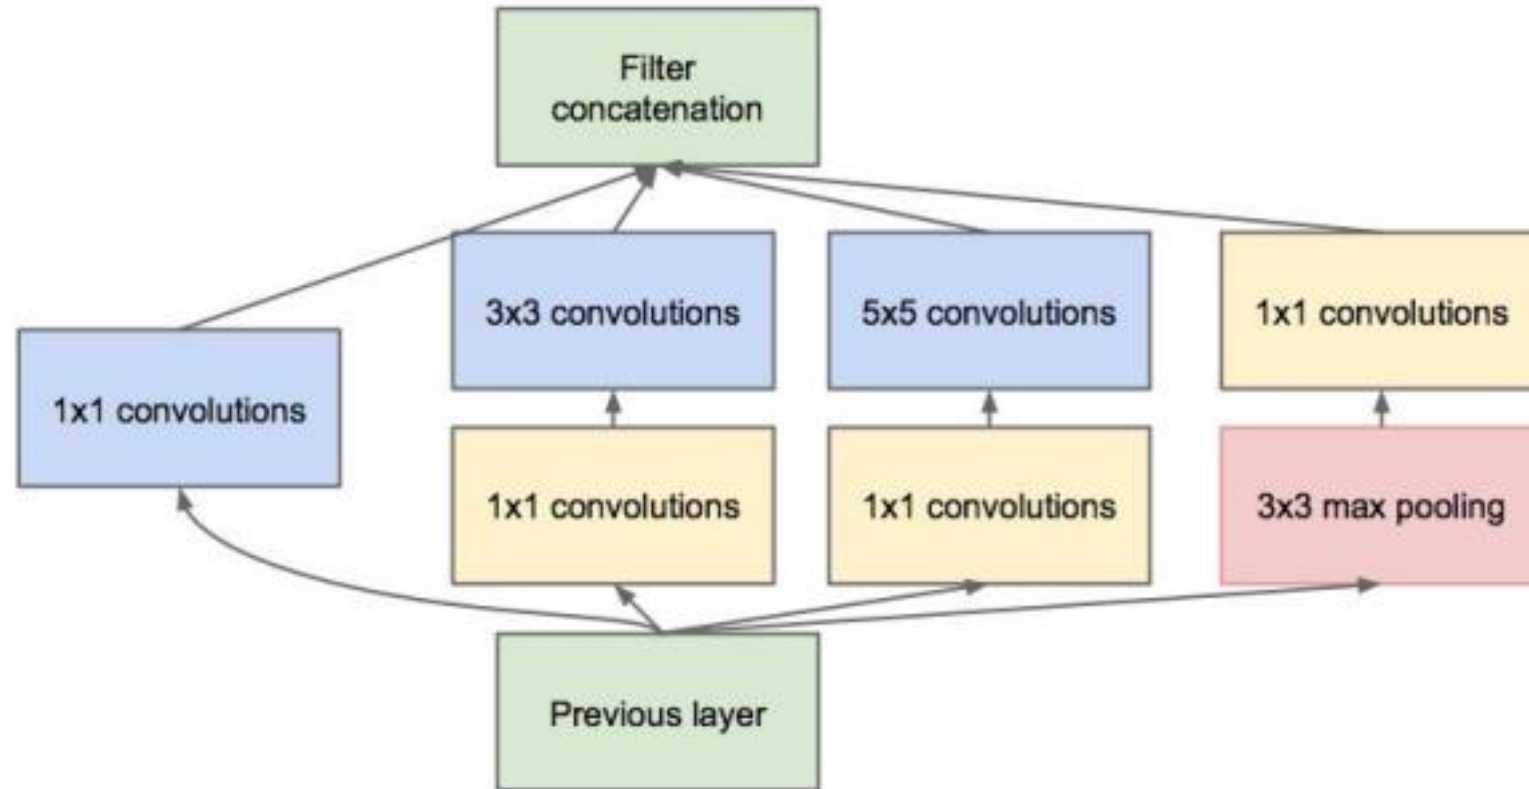 Filter
concatenation
3x3 convolutions
5x5 convolutions
1x1 convolutions
1x1 convolutions
1x1 convolutions
1x1 convolutions
3x3 max pooling
Previous layer